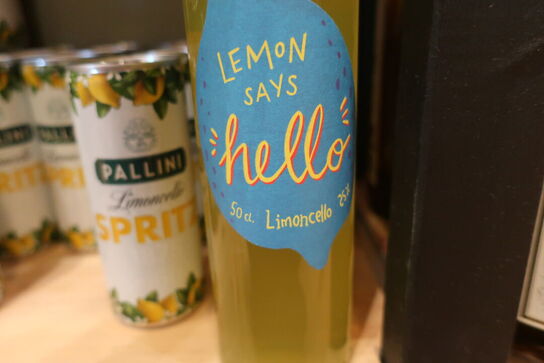 LEMON
SAYS
hello
50 cl. Limoncello 25%
PALLINI
Limoncello
SPRITZ